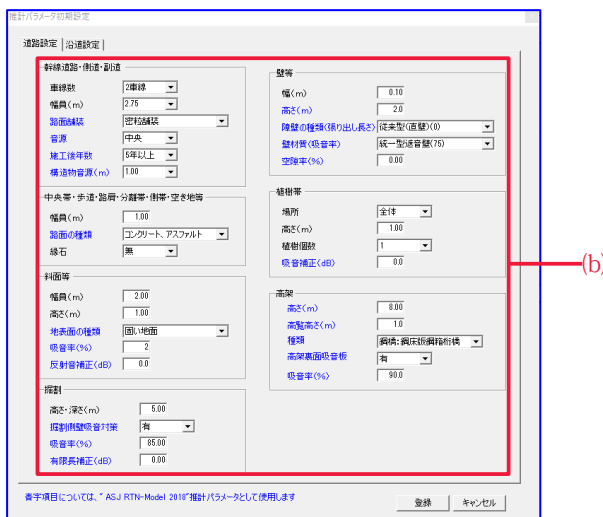 推計パラメータ初期設定
道路設定 沿道設定
幹線道路・側道・副道
車線数 2車線
幅員(m) 2.75
路面舗装 密粒舗装
音源 中央
施工後年数 5年以上
構造物音源(m) 1.00
中央帯・歩道・路肩・分離帯・側帯・空き地等
幅員(m) 1.00
路面の種類 コンクリート、アスファルト
縁石 無
斜面等
幅員(m) 2.00
高さ(m) 1.00
地表面の種類 固い地面
吸音率(%) 2
反射音補正(dB) 0.0
掘割
高さ・深さ(m) 5.00
掘割側壁吸音対策 有
吸音率(%) 85.00
有限長補正(dB) 0.00
壁等
幅(m) 0.10
高さ(m) 2.0
障壁の種類(張り出し長さ) 従来型(直壁)(0)
壁材質(吸音率) 統一型遮音壁(75)
空隙率(%) 0.00
植樹帯
場所 全体
高さ(m) 1.00
植樹個数 1
吸音補正(dB) 0.0
高架
高さ(m) 8.00
高覧高さ(m) 1.0
種類 鋼橋:鋼床版鋼箱桁橋
高架裏面吸音板 有
吸音率(%) 90.0
(b)
青字項目については、" ASJ RTN-Model 2018"推計パラメータとして使用します
登録 キャンセル